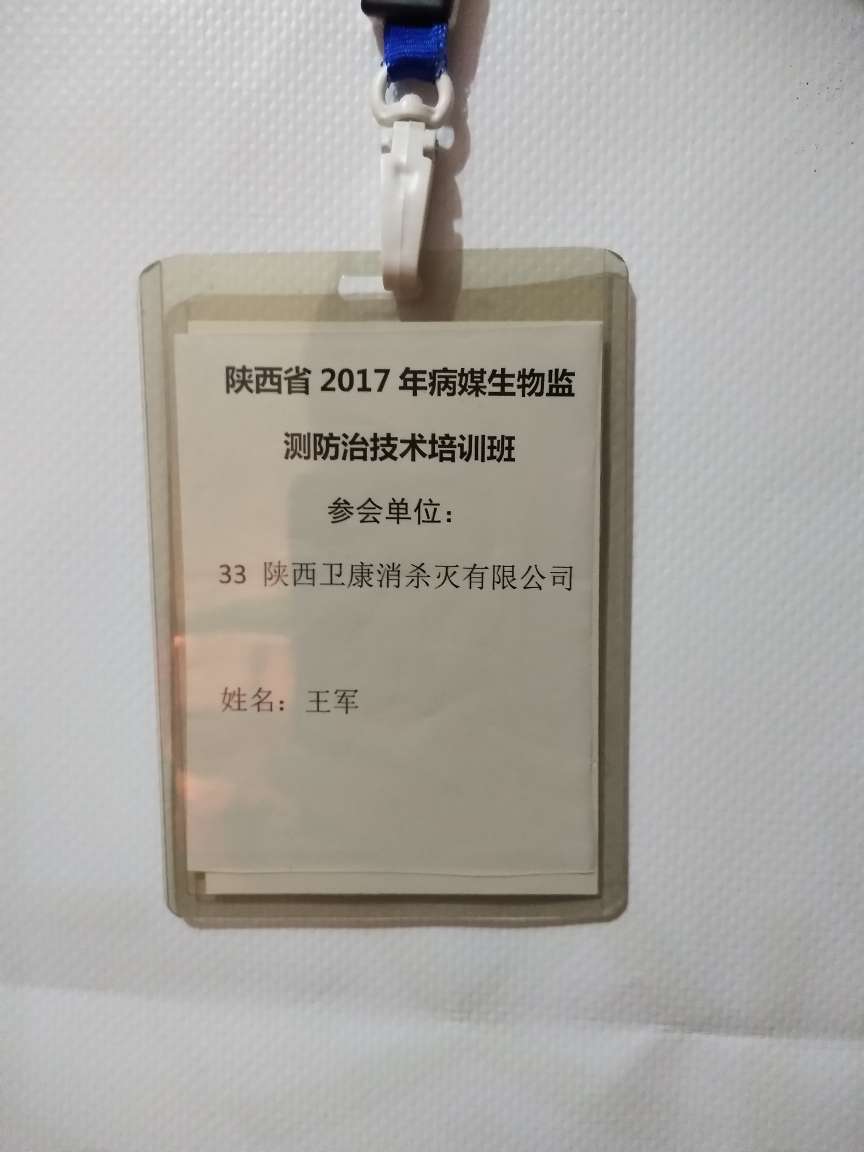 陕西省 2017 年病媒生物监
测防治技术培训班
参会单位：
33 陕西卫康消杀灭有限公司
姓名：王军